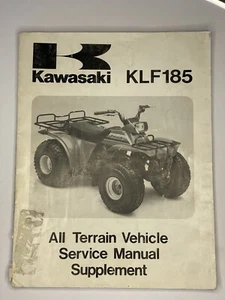 Kawasaki KLF185
All Terrain Vehicle
Service Manual
Supplement